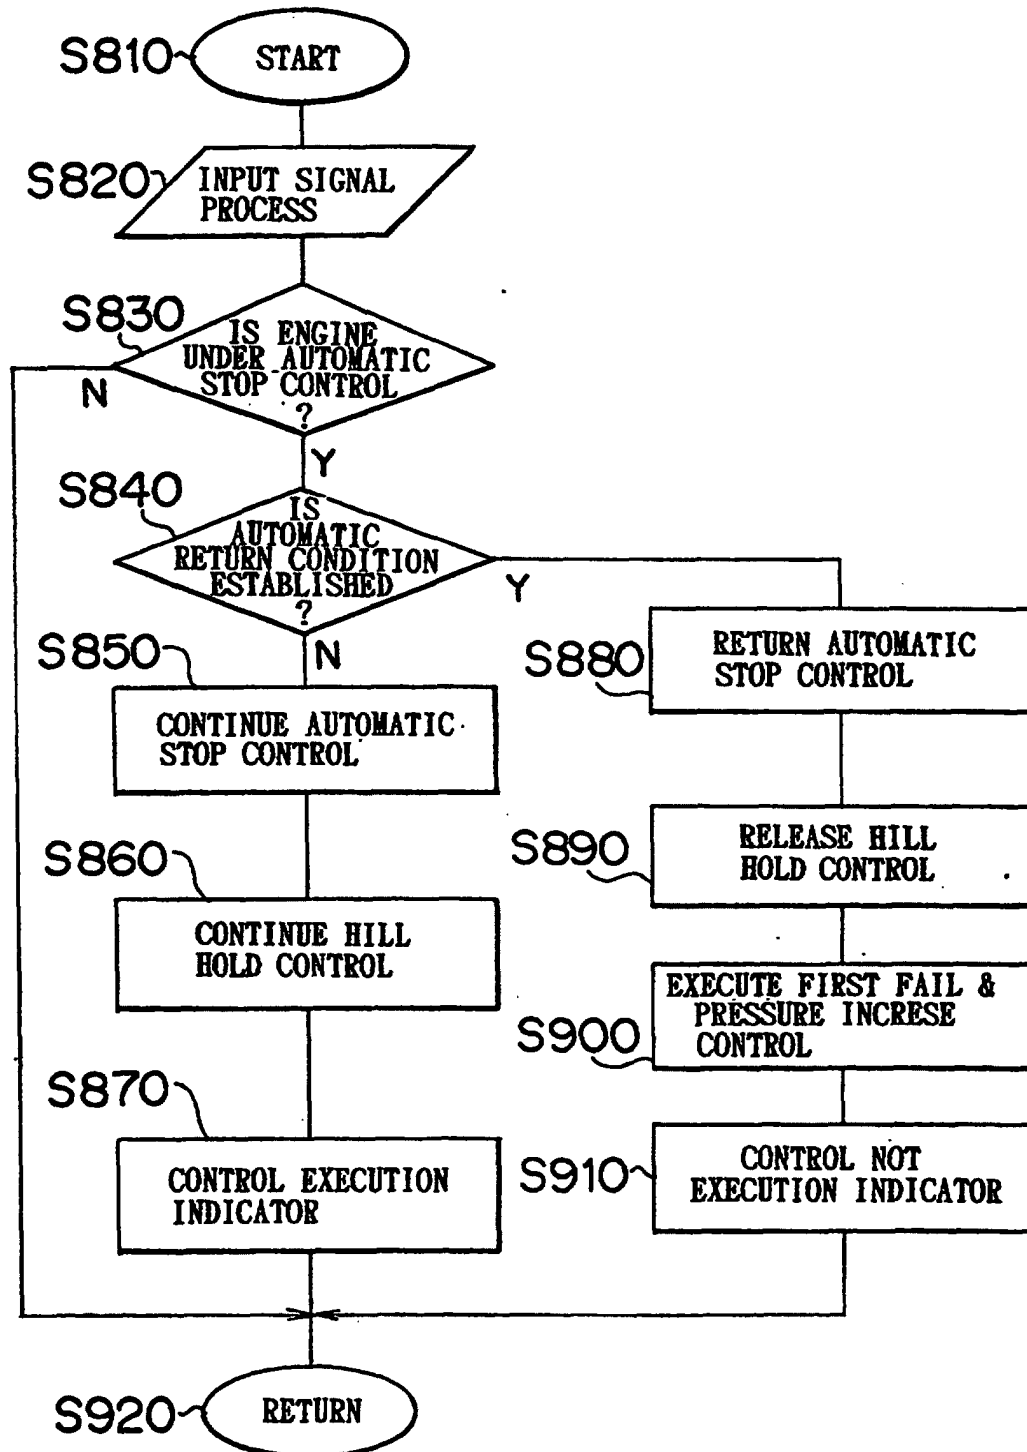 S810
START
S820
INPUT SIGNAL
PROCESS
S830
IS ENGINE
UNDER AUTOMATIC
STOP CONTROL
?
N
Y
S840
IS
AUTOMATIC
RETURN CONDITION
ESTABLISHED
?
Y
N
S850
CONTINUE AUTOMATIC
STOP CONTROL
S860
CONTINUE HILL
HOLD CONTROL
S870
CONTROL EXECUTION
INDICATOR
S880
RETURN AUTOMATIC
STOP CONTROL
S890
RELEASE HILL
HOLD CONTROL
S900
EXECUTE FIRST FAIL &
PRESSURE INCRESE
CONTROL
S910
CONTROL NOT
EXECUTION INDICATOR
S920
RETURN